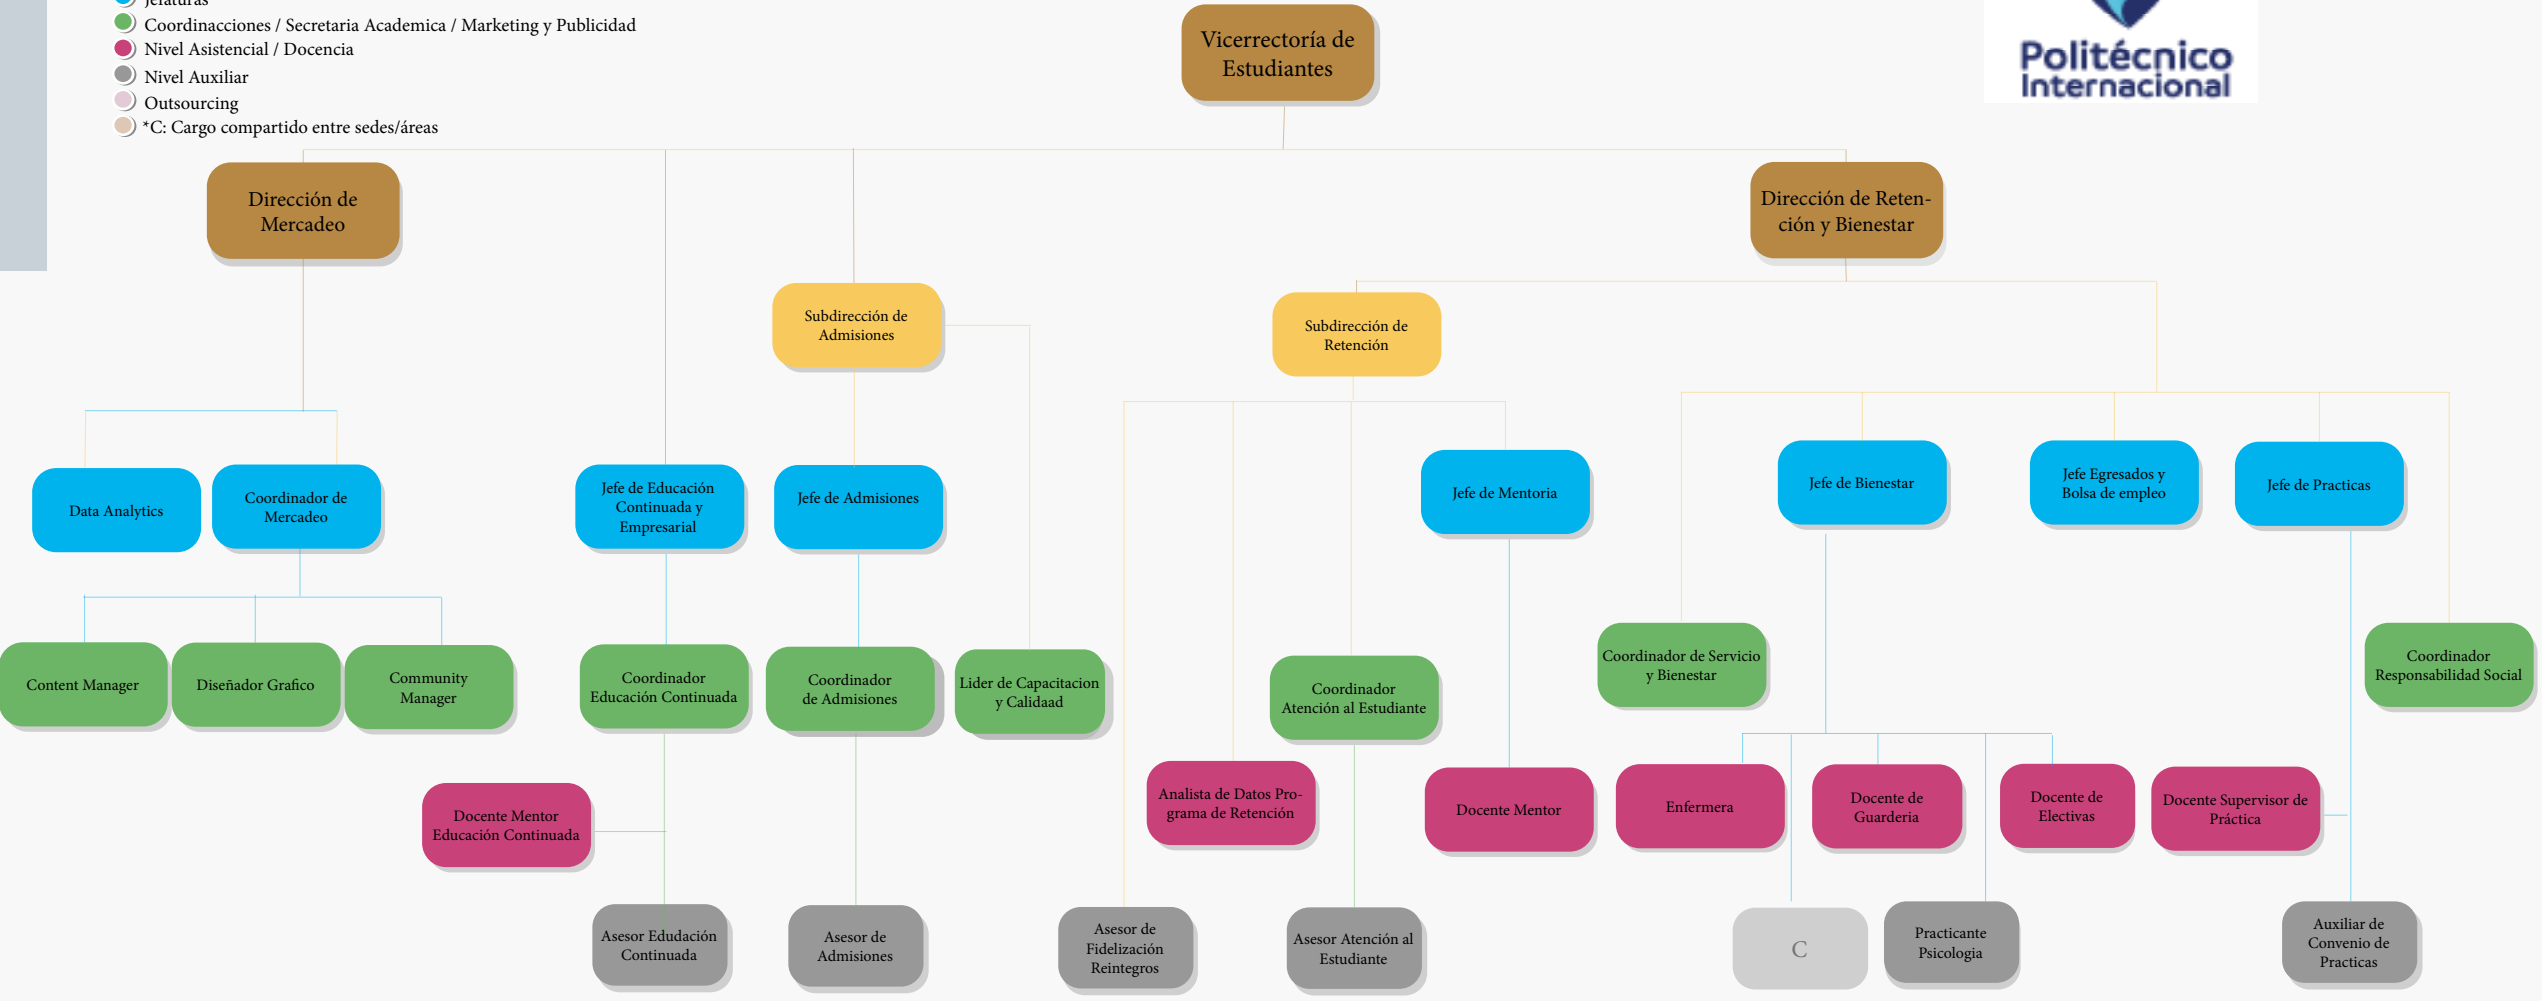 Jefaturas
Coordinacciones / Secretaria Academica / Marketing y Publicidad
Nivel Asistencial / Docencia
Nivel Auxiliar
Outsourcing
*C: Cargo compartido entre sedes/áreas
Vicerrectoría de
Estudiantes
Politécnico
Internacional
Dirección de
Mercadeo
Dirección de Reten-
ción y Bienestar
Subdirección de
Admisiones
Subdirección de
Retención
Data Analytics
Coordinador de
Mercadeo
Jefe de Educación
Continuada y
Empresarial
Jefe de Admisiones
Jefe de Mentoria
Jefe de Bienestar
Jefe Egresados y
Bolsa de empleo
Jefe de Practicas
Content Manager
Diseñador Grafico
Community
Manager
Coordinador
Educación Continuada
Coordinador
de Admisiones
Lider de Capacitacion
y Calidaad
Coordinador
Atención al Estudiante
Coordinador de Servicio
y Bienestar
Coordinador
Responsabilidad Social
Docente Mentor
Educación Continuada
Analista de Datos Pro-
grama de Retención
Docente Mentor
Enfermera
Docente de
Guarderia
Docente de
Electivas
Docente Supervisor de
Práctica
Asesor Edudación
Continuada
Asesor de
Admisiones
Asesor de
Fidelización
Reintegros
Asesor Atención al
Estudiante
C
Practicante
Psicologia
Auxiliar de
Convenio de
Practicas